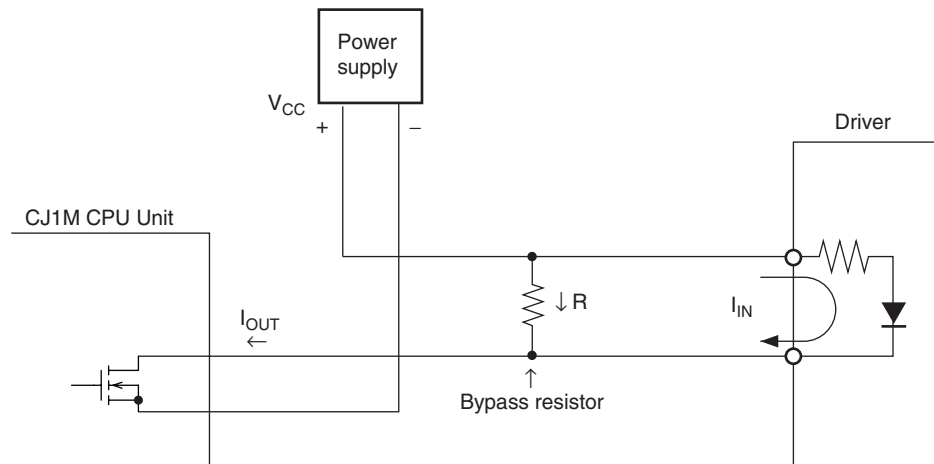 Power
supply
VCC
+ −
Driver
CJ1M CPU Unit
↓ R
IIN
IOUT
←
↑
Bypass resistor